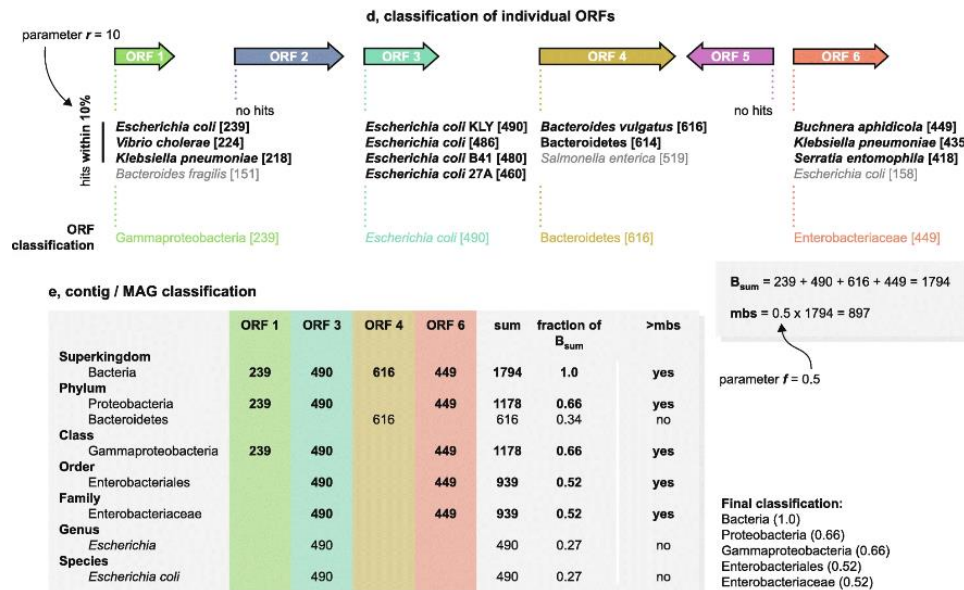 d, classification of individual ORFs
parameter r = 10
ORF 1
ORF 2
ORF 3
ORF 4
ORF 5
ORF 6
no hits
no hits
hits within 10%
Escherichia coli [239]
Vibrio cholerae [224]
Klebsiella pneumoniae [218]
Bacteroides fragilis [151]
Escherichia coli KLY [490]
Escherichia coli [486]
Escherichia coli B41 [480]
Escherichia coli 27A [460]
Bacteroides vulgatus [616]
Bacteroidetes [614]
Salmonella enterica [519]
Buchnera aphidicola [449]
Klebsiella pneumoniae [435
Serratia entomophila [418]
Escherichia coli [158]
ORF
classification
Gammaproteobacteria [239]
Escherichia coli [490]
Bacteroidetes [616]
Enterobacteriaceae [449]
Bsum = 239 + 490 + 616 + 449 = 1794
mbs = 0.5 x 1794 = 897
parameter f = 0.5
e, contig / MAG classification
ORF 1 ORF 3 ORF 4 ORF 6 sum fraction of >mbs
Bsum
Superkingdom
Bacteria 239 490 616 449 1794 1.0 yes
Phylum
Proteobacteria 239 490 449 1178 0.66 yes
Bacteroidetes 616 616 0.34 no
Class
Gammaproteobacteria 239 490 449 1178 0.66 yes
Order
Enterobacteriales 490 449 939 0.52 yes
Family
Enterobacteriaceae 490 449 939 0.52 yes
Genus
Escherichia 490 490 0.27 no
Species
Escherichia coli 490 490 0.27 no
Final classification:
Bacteria (1.0)
Proteobacteria (0.66)
Gammaproteobacteria (0.66)
Enterobacteriales (0.52)
Enterobacteriaceae (0.52)